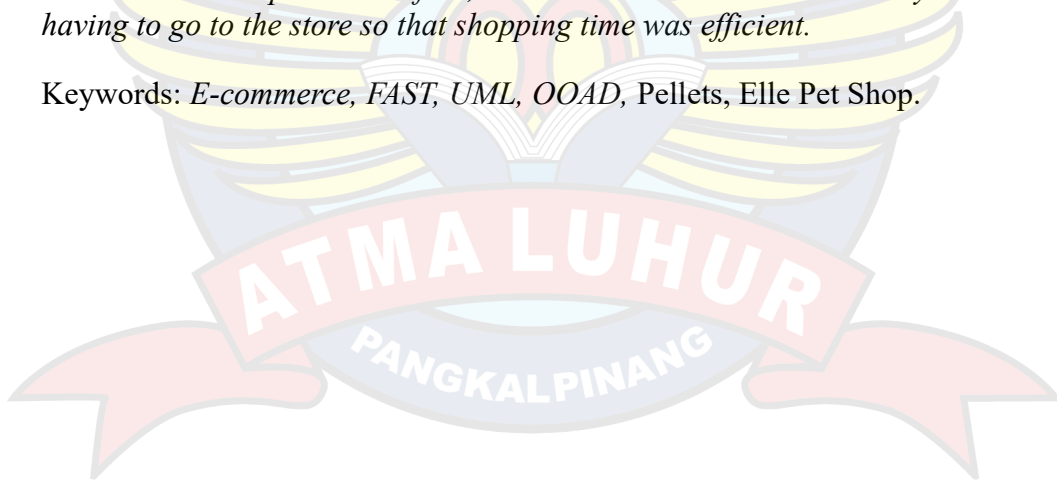 having to go to the store so that shopping time was efficient.
Keywords: E-commerce, FAST, UML, OOAD, Pellets, Elle Pet Shop.
ATMA LUHUR
PANGKALPINANG